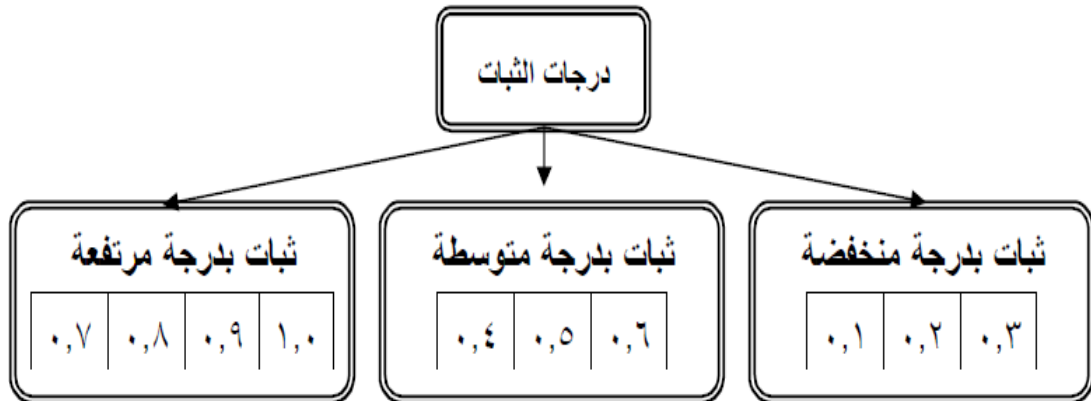 درجات الثبات
ثبات بدرجة منخفضة
٠,١ ٠,٢ ٠,٣
ثبات بدرجة متوسطة
٠,٤ ٠,٥ ٠,٦
ثبات بدرجة مرتفعة
٠,٧ ٠,٨ ٠,٩ ١,٠